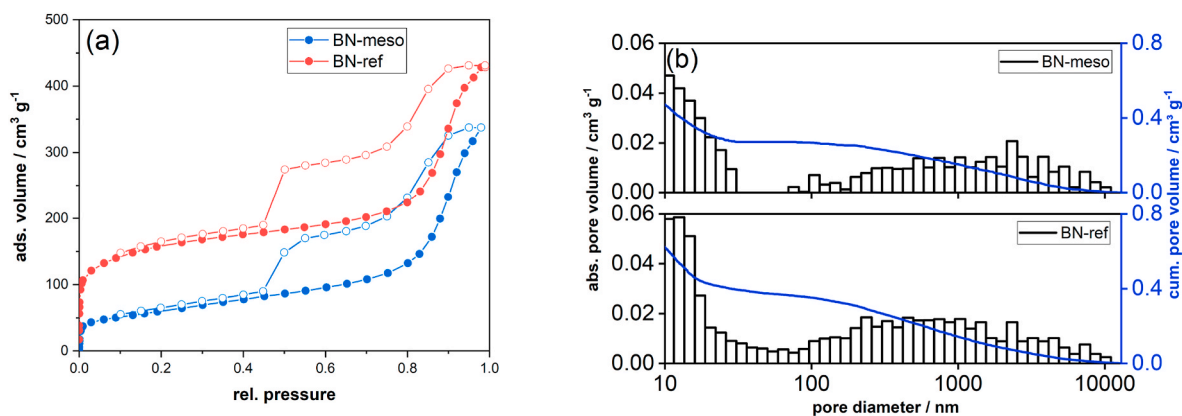 (a)
BN-meso
BN-ref
500
400
300
200
100
0
0.0 0.2 0.4 0.6 0.8 1.0
ads. volume / cm³ g⁻¹
rel. pressure
(b)
BN-meso
0.06
0.04
0.02
0.00
0.8
0.4
0.0
BN-ref
0.06
0.04
0.02
0.00
0.8
0.4
0.0
10 100 1000 10000
abs. pore volume / cm³ g⁻¹
cum. pore volume / cm³ g⁻¹
pore diameter / nm